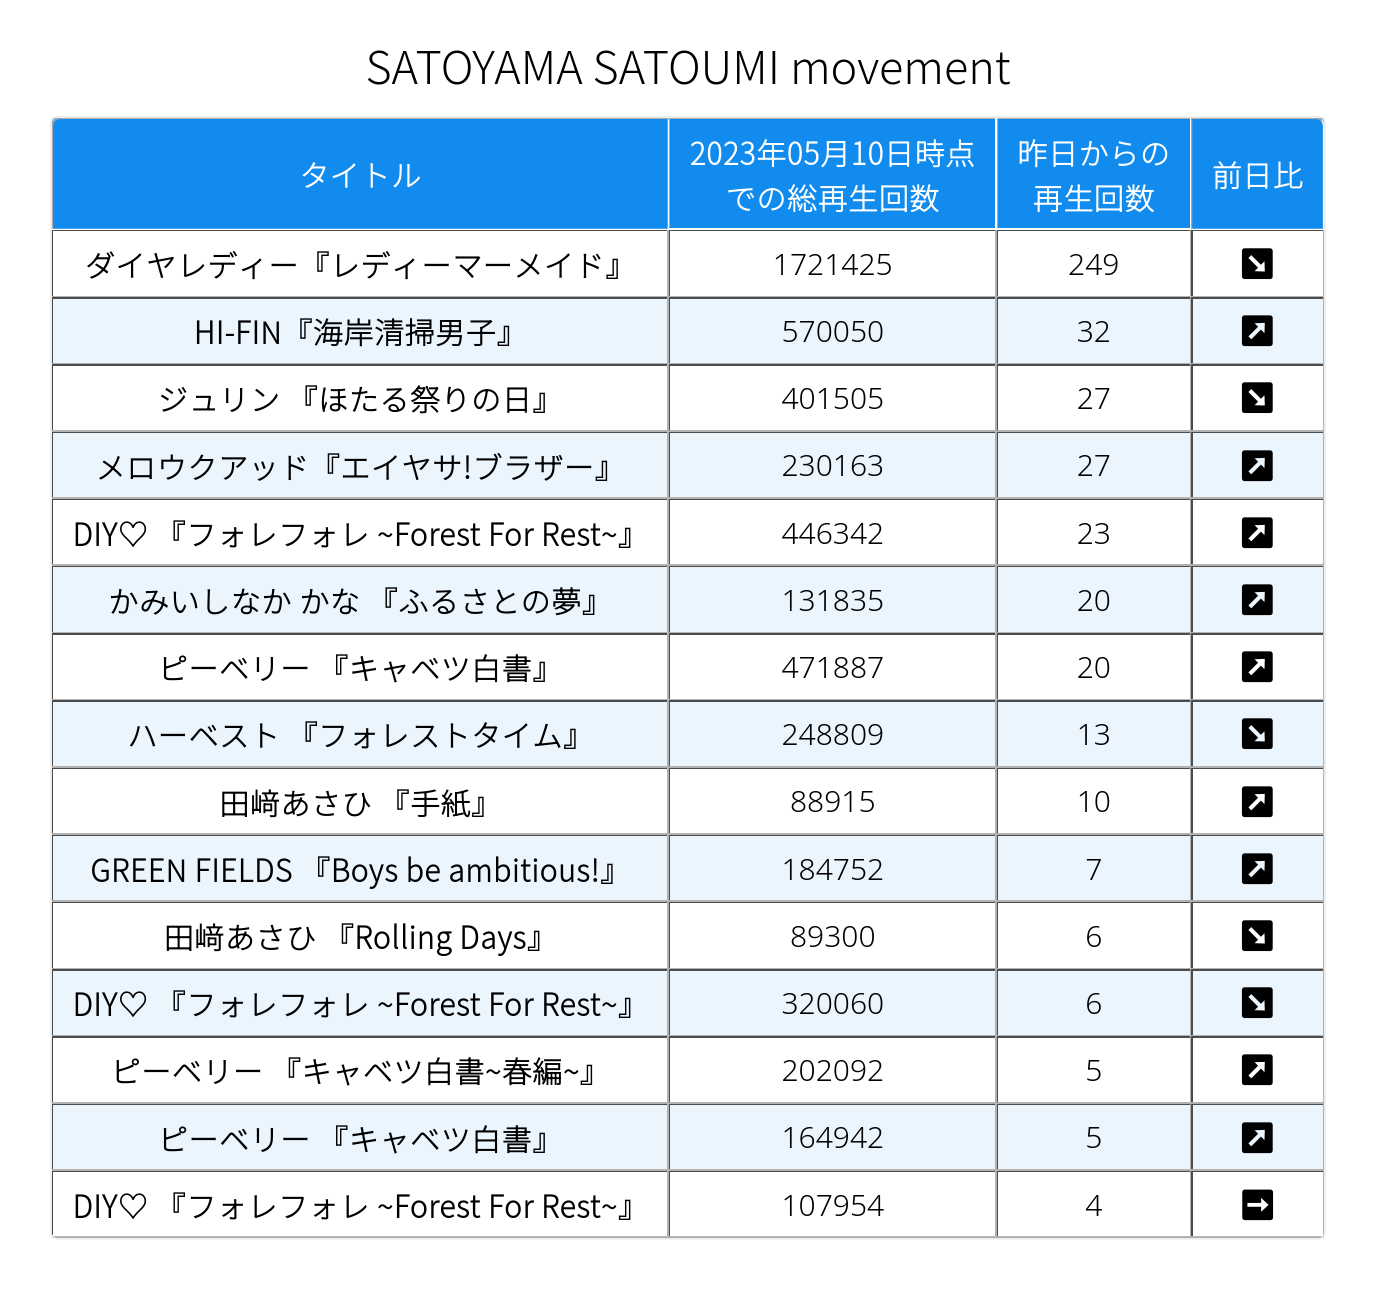 SATOYAMA SATOUMI movement
タイトル 2023年05月10日時点での総再生回数 昨日からの再生回数 前日比
ダイヤレディー『レディーマーメイド』 1721425 249 ↘
HI-FIN『海岸清掃男子』 570050 32 ↗
ジュリン 『ほたる祭りの日』 401505 27 ↘
メロウクアッド『エイヤサ!ブラザー』 230163 27 ↗
DIY♡ 『フォレフォレ ~Forest For Rest~』 446342 23 ↗
かみいしなか かな 『ふるさとの夢』 131835 20 ↗
ピーベリー 『キャベツ白書』 471887 20 ↗
ハーベスト 『フォレストタイム』 248809 13 ↘
田﨑あさひ 『手紙』 88915 10 ↗
GREEN FIELDS 『Boys be ambitious!』 184752 7 ↗
田﨑あさひ 『Rolling Days』 89300 6 ↘
DIY♡ 『フォレフォレ ~Forest For Rest~』 320060 6 ↘
ピーベリー 『キャベツ白書~春編~』 202092 5 ↗
ピーベリー 『キャベツ白書』 164942 5 ↗
DIY♡ 『フォレフォレ ~Forest For Rest~』 107954 4 →